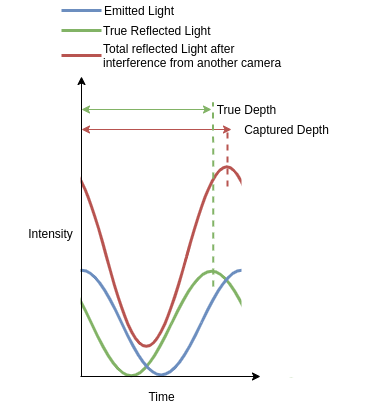 Emitted Light
True Reflected Light
Total reflected Light after
interference from another camera
True Depth
Captured Depth
Intensity
Time